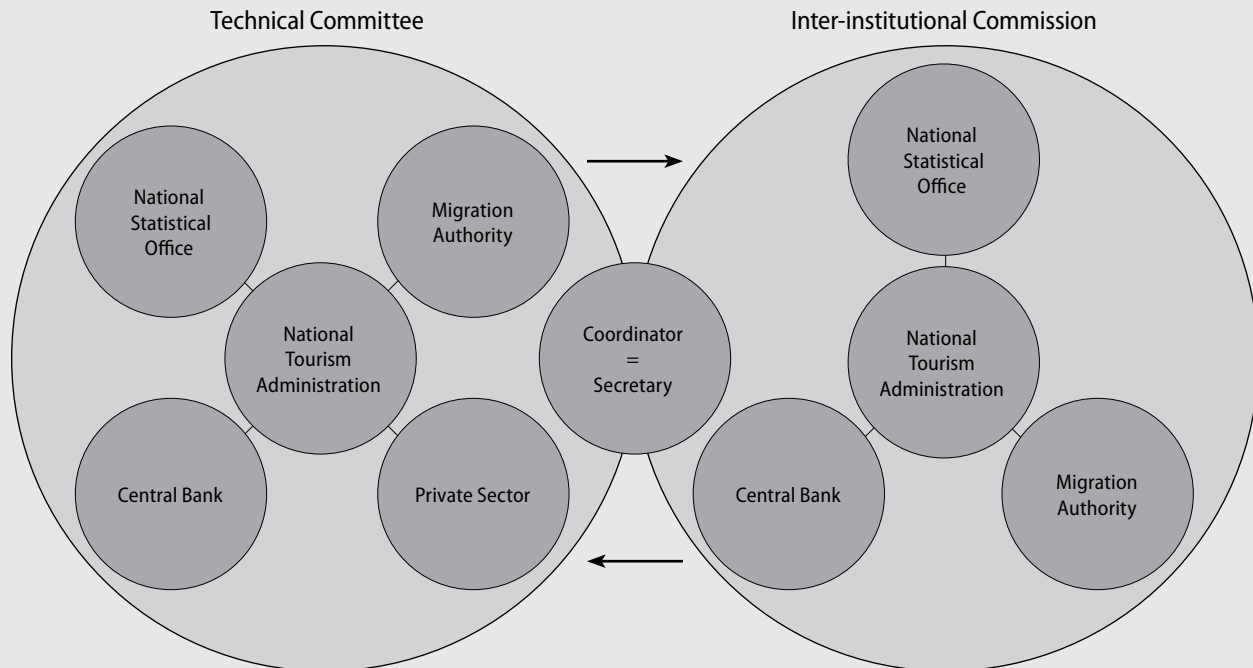 Technical Committee
National
Statistical
Office
Migration
Authority
National
Tourism
Administration
Central Bank
Private Sector
Coordinator
=
Secretary
Inter-institutional Commission
National
Statistical
Office
National
Tourism
Administration
Central Bank
Migration
Authority